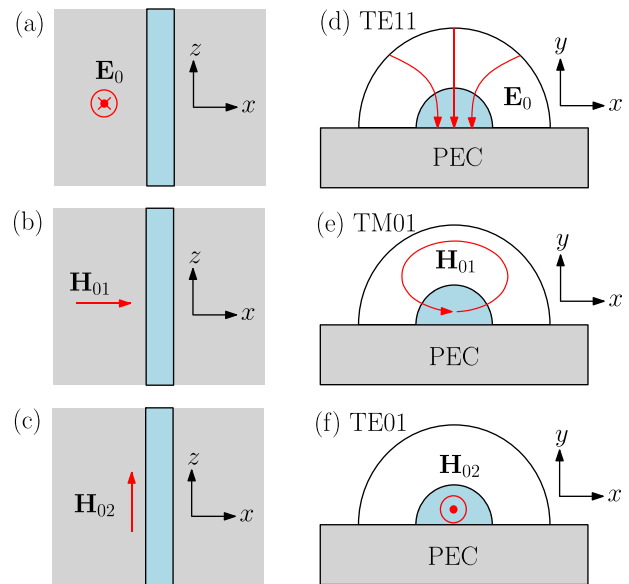 (a)
E0
z
x
(d) TE11
y
x
E0
PEC
(b)
H01
z
x
(e) TM01
y
x
H01
PEC
(c)
H02
z
x
(f) TE01
y
x
H02
PEC